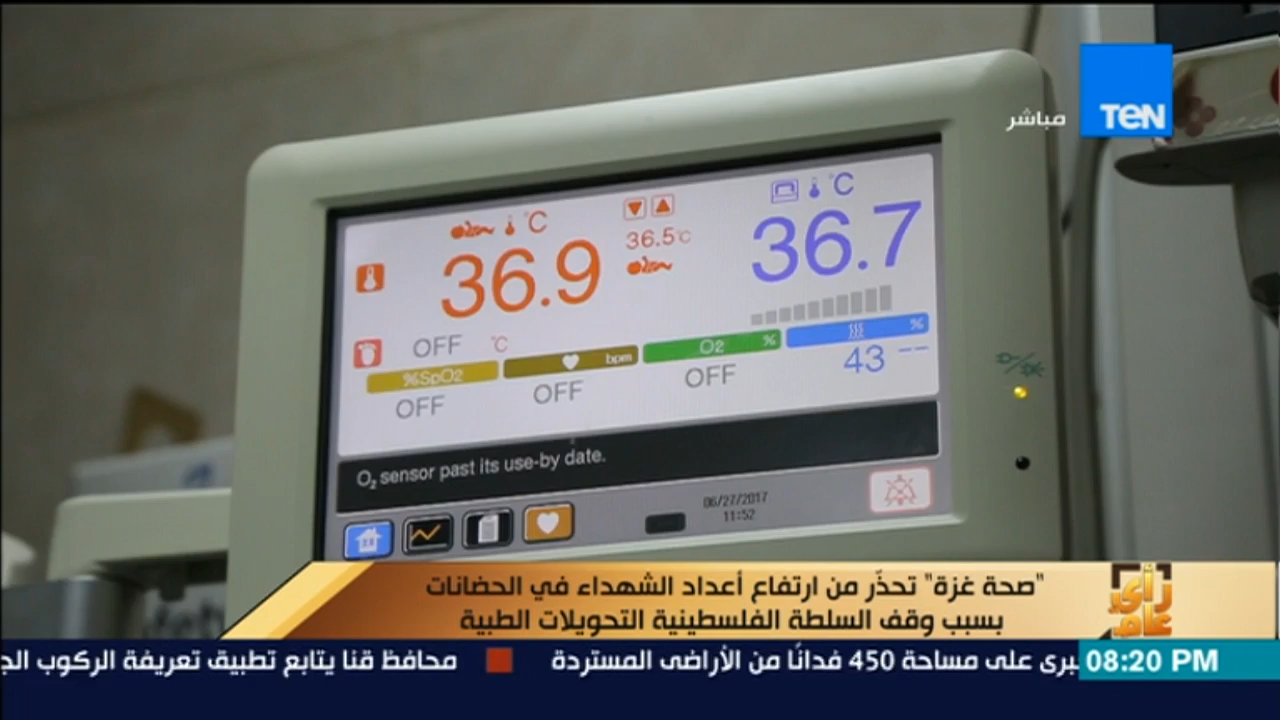 TEN
مباشر
°C
°C
36.9
36.5°C
36.7
OFF °C
%SpO2
bpm
O2 %
%
OFF
OFF
OFF
43 --
O2 sensor past its use-by date.
06/27/2017
11:52
"صحة غزة" تحذّر من ارتفاع أعداد الشهداء في الحضانات
بسبب وقف السلطة الفلسطينية التحويلات الطبية
رأى عام
برى على مساحة 450 فدانًا من الأراضى المستردة
محافظ قنا يتابع تطبيق تعريفة الركوب الج
08:20 PM